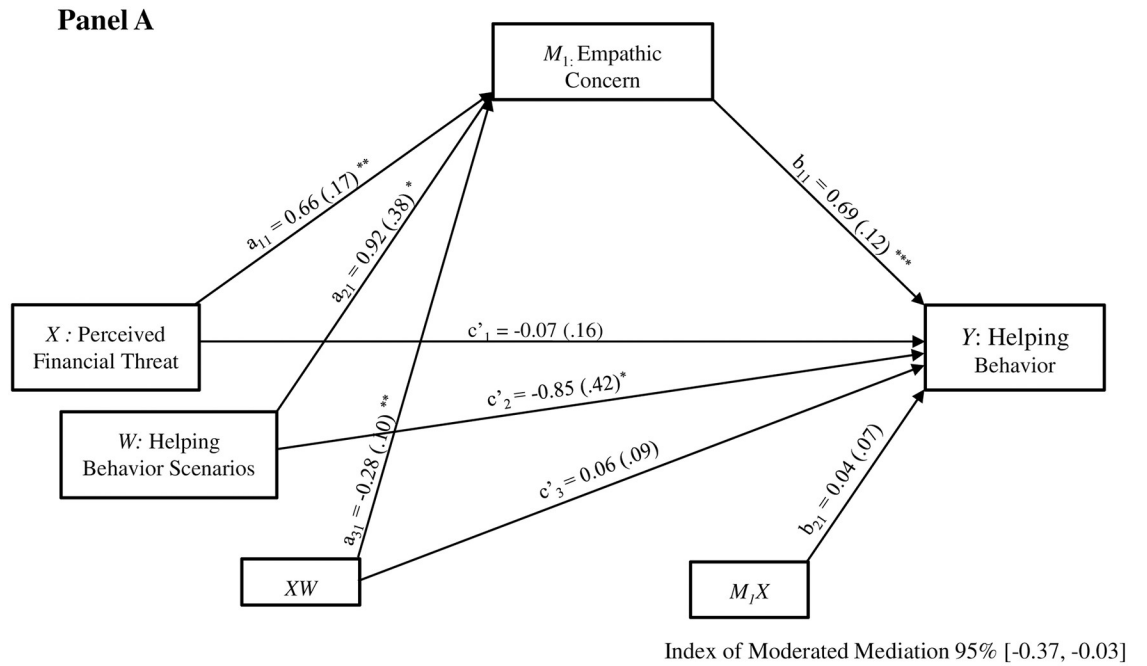 Panel A
M1: Empathic
Concern
a11 = 0.66 (.17) **
a21 = 0.92 (.38) *
b11 = 0.69 (.12) ***
X : Perceived
Financial Threat
c’1 = -0.07 (.16)
Y: Helping
Behavior
c’2 = -0.85 (.42)*
W: Helping
Behavior Scenarios
a31 = -0.28 (.10) **
c’3 = 0.06 (.09)
b21 = 0.04 (.07)
XW
M1X
Index of Moderated Mediation 95% [-0.37, -0.03]